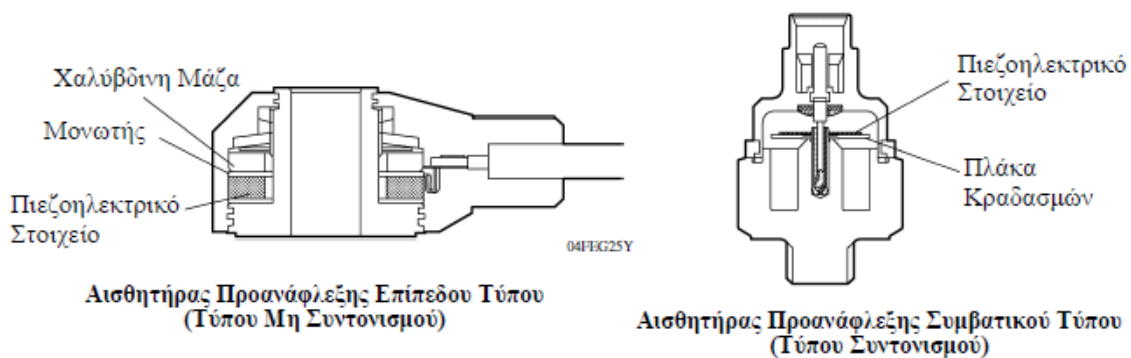 Χαλύβδινη Μάζα
Μονωτής
Πιεζοηλεκτρικό
Στοιχείο
04FEG25Y
Αισθητήρας Προανάφλεξης Επίπεδου Τύπου
(Τύπου Μη Συντονισμού)
Πιεζοηλεκτρικό
Στοιχείο
Πλάκα
Κραδασμών
Αισθητήρας Προανάφλεξης Συμβατικού Τύπου
(Τύπου Συντονισμού)